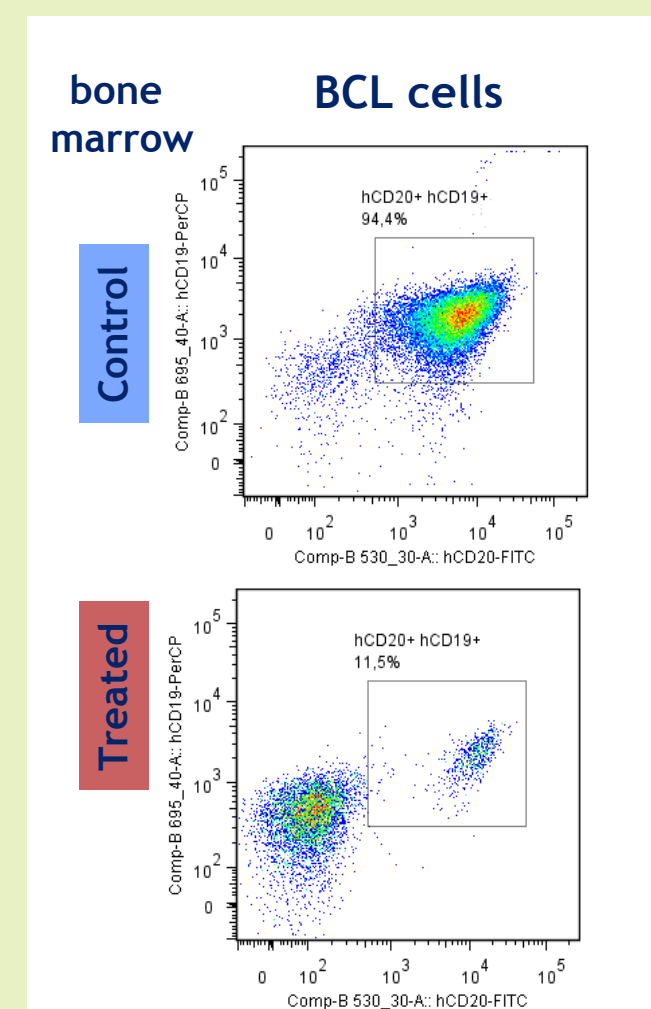 bone
marrow
BCL cells
Control
hCD20+ hCD19+
94,4%
10^5
10^4
10^3
10^2
0
Comp-B 695_40-A:: hCD19-PerCP
0 10^2 10^3 10^4 10^5
Comp-B 530_30-A:: hCD20-FITC
Treated
hCD20+ hCD19+
11,5%
10^5
10^4
10^3
10^2
0
Comp-B 695_40-A:: hCD19-PerCP
0 10^2 10^3 10^4 10^5
Comp-B 530_30-A:: hCD20-FITC